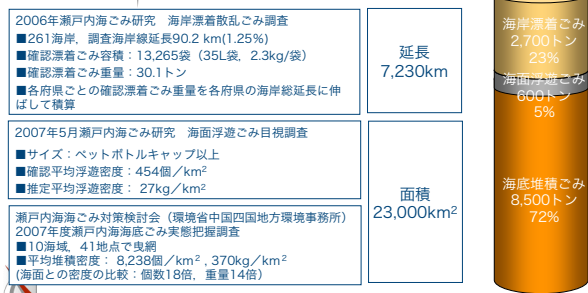 2006年瀬戸内海ごみ研究　海岸漂着散乱ごみ調査
■261海岸，調査海岸線延長90.2 km(1.25%)
■確認漂着ごみ容積：13,265袋（35L袋，2.3kg/袋）
■確認漂着ごみ重量：30.1トン
■各府県ごとの確認漂着ごみ重量を各府県の海岸総延長に伸
ばして積算
延長
7,230km
2007年5月瀬戸内海ごみ研究　海面浮遊ごみ目視調査
■サイズ：ペットボトルキャップ以上
■確認平均浮遊密度：454個／km²
■推定平均浮遊密度： 27kg／km²
瀬戸内海海ごみ対策検討会（環境省中国四国地方環境事務所）
2007年度瀬戸内海海底ごみ実態把握調査
■10海域，41地点で曳網
■平均堆積密度： 8,238個／km² , 370kg／km²
(海面との密度の比較：個数18倍，重量14倍）
面積
23,000km²
海岸漂着ごみ
2,700トン
23%
海面浮遊ごみ
600トン
5%
海底堆積ごみ
8,500トン
72%